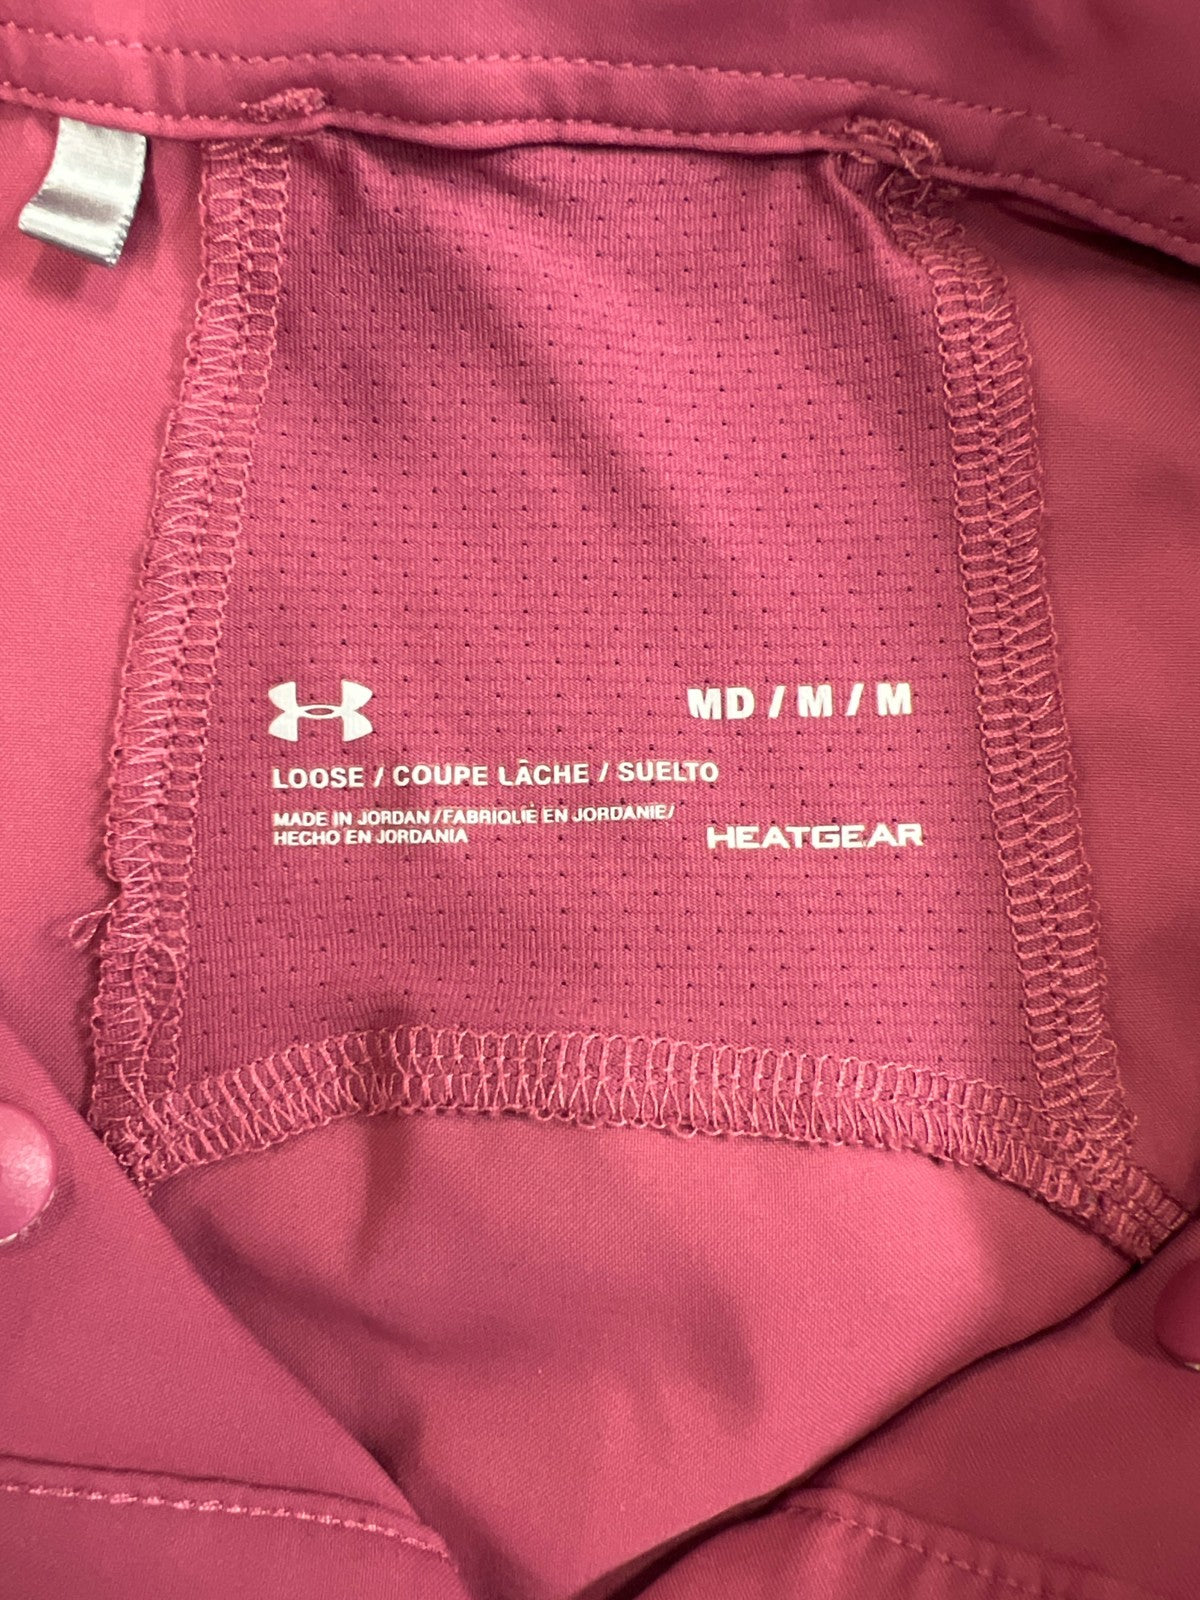 MD / M / M
LOOSE / COUPE LÂCHE / SUELTO
MADE IN JORDAN / FABRIQUÉ EN JORDANIE/
HECHO EN JORDANIA
HEATGEAR